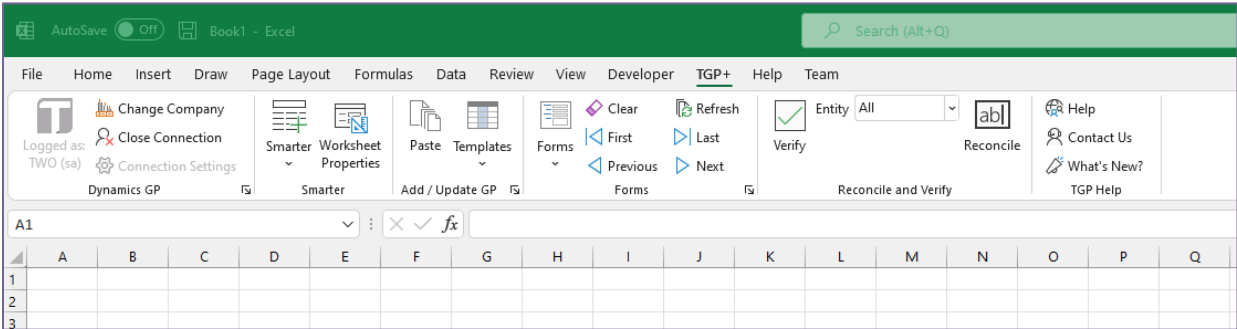 AutoSave Off Book1 - Excel Search (Alt+Q)
File Home Insert Draw Page Layout Formulas Data Review View Developer TGP+ Help Team
Logged as:
TWO (sa)
Change Company
Close Connection
Connection Settings
Dynamics GP
Smarter
Worksheet
Properties
Smarter
Paste
Templates
Add / Update GP
Forms
Clear
First
Previous
Refresh
Last
Next
Forms
Verify
Entity All
ab
Reconcile
Reconcile and Verify
Help
Contact Us
What's New?
TGP Help
A1 fx
A B C D E F G H I J K L M N O P Q
1
2
3